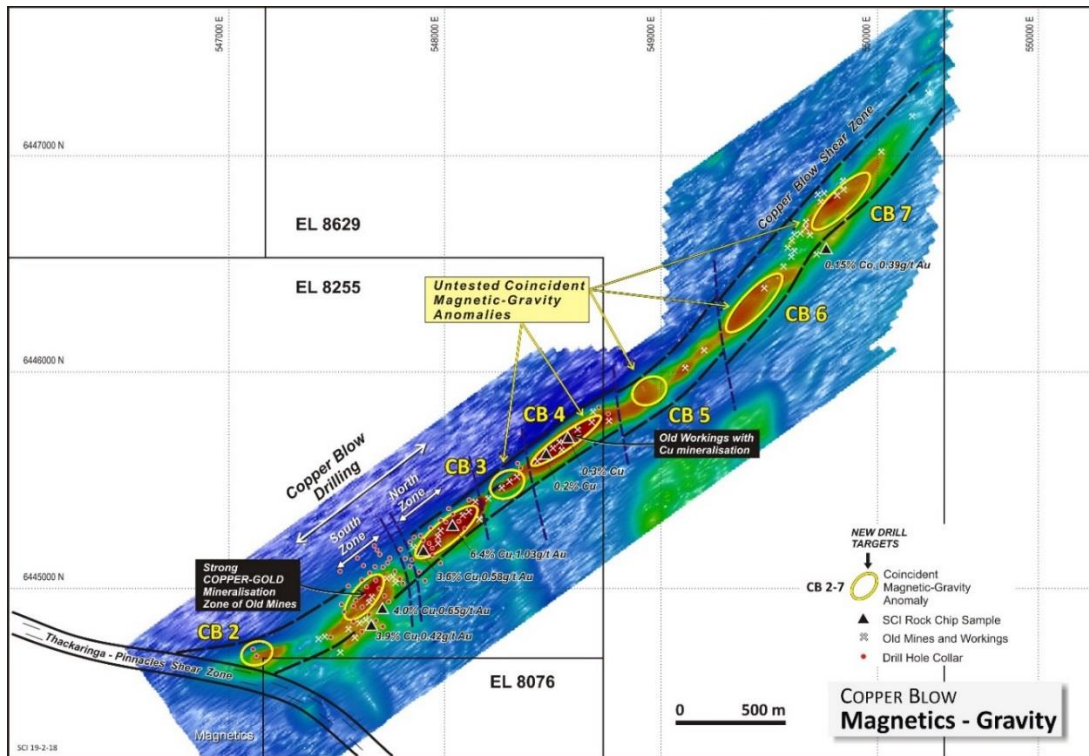 547000 E
548000 E
549000 E
550000 E
550000 E
6447000 N
6446000 N
6445000 N
EL 8629
EL 8255
EL 8076
Copper Blow Shear Zone
CB 7
0.15% Co, 0.39g/t Au
CB 6
Untested Coincident
Magnetic-Gravity
Anomalies
CB 5
CB 4
Old Workings with
Cu mineralisation
0.3% Cu
0.2% Cu
CB 3
Copper Blow
Drilling
North
Zone
South
Zone
6.4% Cu,1.03g/t Au
3.6% Cu,0.58g/t Au
4.0% Cu,0.65g/t Au
3.9% Cu,0.42g/t Au
Strong
COPPER-GOLD
Mineralisation
Zone of Old Mines
CB 2
Thackaringa - Pinnacles Shear Zone
Magnetics
SCI 19-2-18
NEW DRILL
TARGETS
CB 2-7
Coincident
Magnetic-Gravity
Anomaly
SCI Rock Chip Sample
Old Mines and Workings
Drill Hole Collar
0 500 m
COPPER BLOW
Magnetics - Gravity